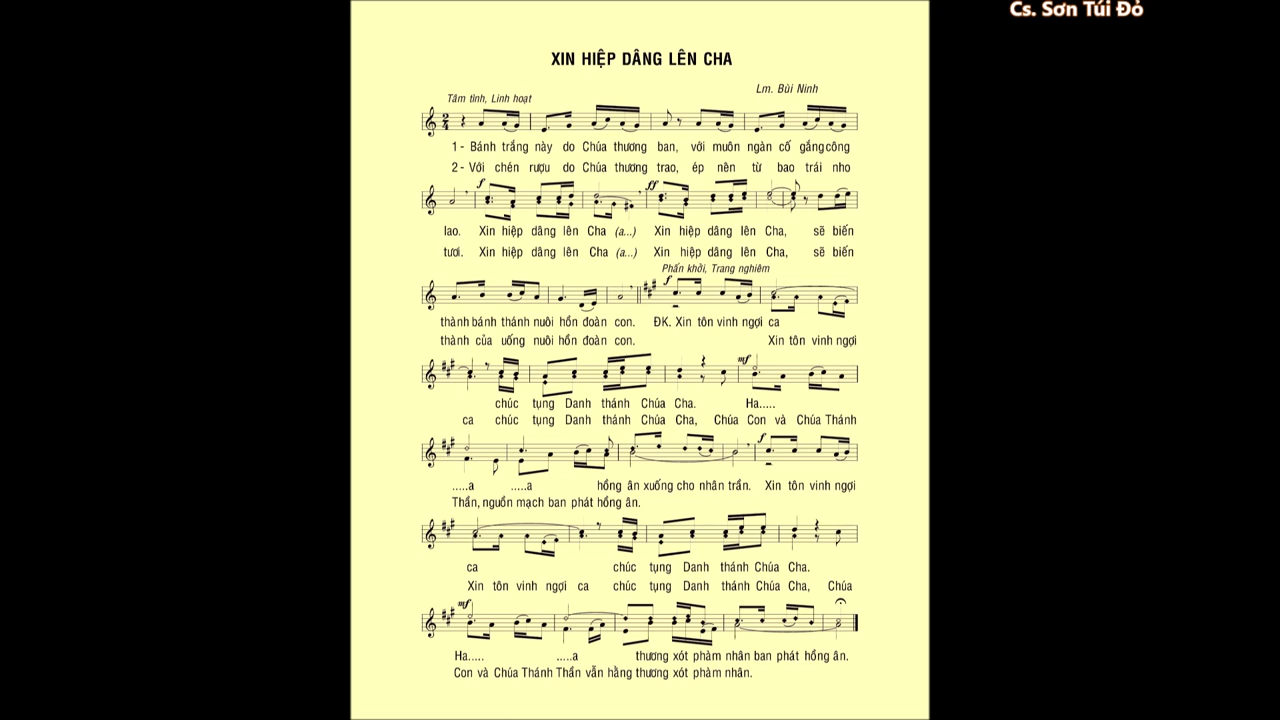 Cs. Sơn Túi Đỏ
XIN HIỆP DÂNG LÊN CHA
Lm. Bùi Ninh
Tâm tình, Linh hoạt
1- Bánh trắng này do Chúa thương ban, với muôn ngàn cố gắng công
2- Với chén rượu do Chúa thương trao, ép nên từ bao trái nho
f
ff
lao. Xin hiệp dâng lên Cha (a...) Xin hiệp dâng lên Cha, sẽ biến
tươi. Xin hiệp dâng lên Cha (a...) Xin hiệp dâng lên Cha, sẽ biến
Phấn khởi, Trang nghiêm
f
thành bánh thánh nuôi hồn đoàn con. ĐK. Xin tôn vinh ngợi ca
thành của uống nuôi hồn đoàn con. Xin tôn vinh ngợi
mf
chúc tụng Danh thánh Chúa Cha. Ha.....
ca chúc tụng Danh thánh Chúa Cha, Chúa Con và Chúa Thánh
f
.....a .....a hồng ân xuống cho nhân trần. Xin tôn vinh ngợi
Thần, nguồn mạch ban phát hồng ân.
ca chúc tụng Danh thánh Chúa Cha.
Xin tôn vinh ngợi ca chúc tụng Danh thánh Chúa Cha, Chúa
mf
Ha..... .....a thương xót phàm nhân ban phát hồng ân.
Con và Chúa Thánh Thần vẫn hằng thương xót phàm nhân.